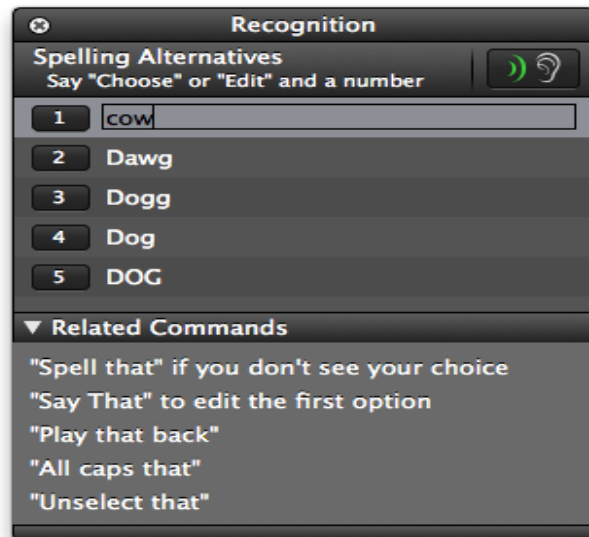 Recognition
Spelling Alternatives
Say "Choose" or "Edit" and a number
1 cow
2 Dawg
3 Dogg
4 Dog
5 DOG
Related Commands
"Spell that" if you don't see your choice
"Say That" to edit the first option
"Play that back"
"All caps that"
"Unselect that"